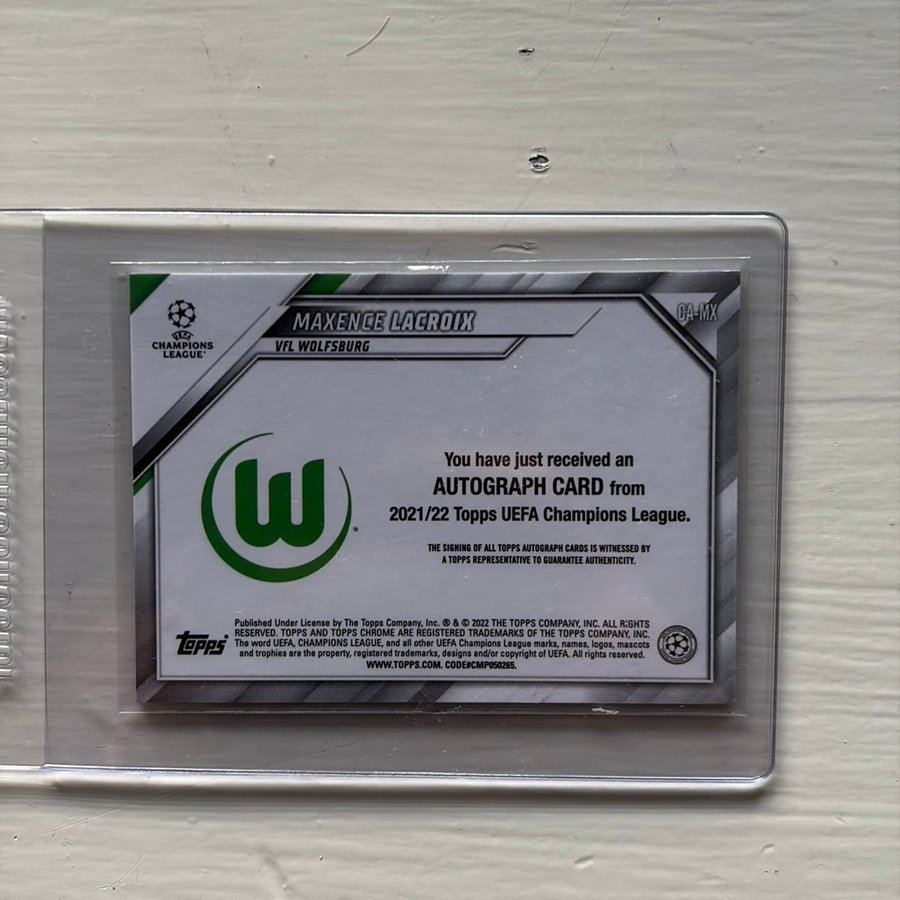 UEFA
CHAMPIONS
LEAGUE
MAXENCE LACROIX
VFL WOLFSBURG
CA-MX
W
You have just received an
AUTOGRAPH CARD from
2021/22 Topps UEFA Champions League.
THE SIGNING OF ALL TOPPS AUTOGRAPH CARDS IS WITNESSED BY
A TOPPS REPRESENTATIVE TO GUARANTEE AUTHENTICITY.
topps
Published Under License by The Topps Company, Inc. ® & © 2022 THE TOPPS COMPANY, INC. ALL RIGHTS
RESERVED. TOPPS AND TOPPS CHROME ARE REGISTERED TRADEMARKS OF THE TOPPS COMPANY, INC.
The word UEFA, CHAMPIONS LEAGUE, and all other UEFA Champions League marks, names, logos, mascots
and trophies are the property, registered trademarks, designs and/or copyright of UEFA. All rights reserved.
WWW.TOPPS.COM. CODE#CMP050265.